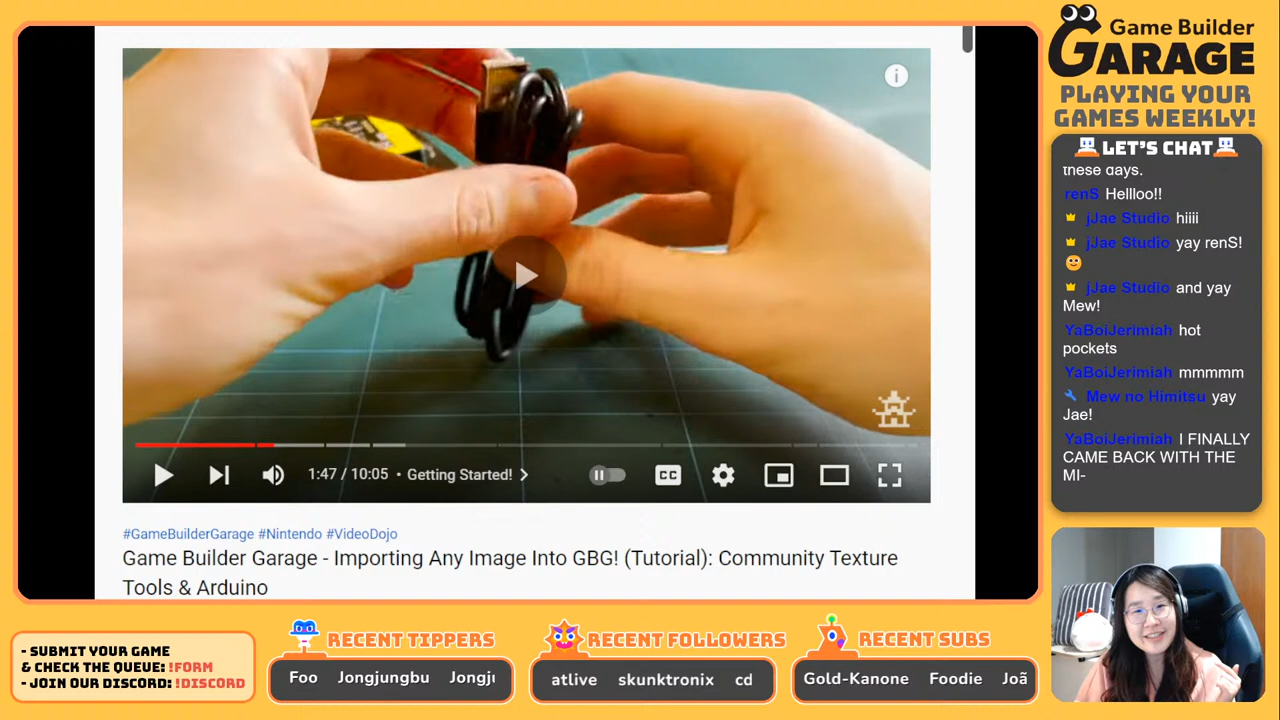 Game Builder
GARAGE
PLAYING YOUR
GAMES WEEKLY!
LET'S CHAT
these days.
renS Hellloo!!
jJae Studio hiiii
jJae Studio yay renS!
jJae Studio and yay
Mew!
YaBoiJerimiah hot
pockets
YaBoiJerimiah mmmmm
Mew no Himitsu yay
Jae!
YaBoiJerimiah I FINALLY
CAME BACK WITH THE
MI-
1:47 / 10:05 • Getting Started!
CC
#GameBuilderGarage #Nintendo #VideoDojo
Game Builder Garage - Importing Any Image Into GBG! (Tutorial): Community Texture
Tools & Arduino
- SUBMIT YOUR GAME
& CHECK THE QUEUE: !FORM
- JOIN OUR DISCORD: !DISCORD
RECENT TIPPERS
Foo Jongjungbu Jongju
RECENT FOLLOWERS
atlive skunktronix cd
RECENT SUBS
Gold-Kanone Foodie Joã